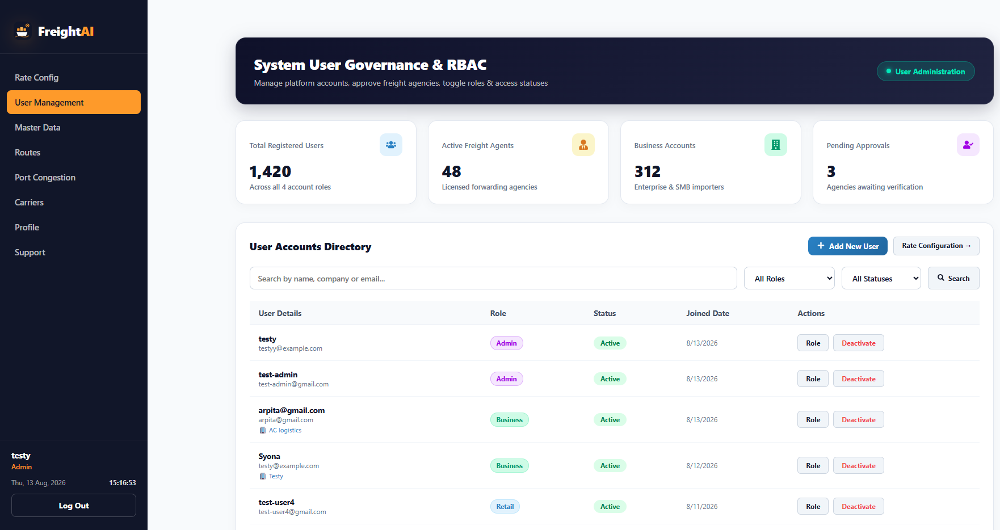 FreightAI
Rate Config
User Management
Master Data
Routes
Port Congestion
Carriers
Profile
Support
testy
Admin
Thu, 13 Aug, 2026 15:16:53
Log Out
System User Governance & RBAC
Manage platform accounts, approve freight agencies, toggle roles & access statuses
User Administration
Total Registered Users
1,420
Across all 4 account roles
Active Freight Agents
48
Licensed forwarding agencies
Business Accounts
312
Enterprise & SMB importers
Pending Approvals
3
Agencies awaiting verification
User Accounts Directory
+ Add New User
Rate Configuration →
Search by name, company or email...
All Roles
All Statuses
Search
User Details Role Status Joined Date Actions
testy
testyy@example.com
Admin Active 8/13/2026 Role Deactivate
test-admin
test-admin@gmail.com
Admin Active 8/13/2026 Role Deactivate
arpita@gmail.com
arpita@gmail.com
AC logistics
Business Active 8/13/2026 Role Deactivate
Syona
testy@example.com
Testy
Business Active 8/12/2026 Role Deactivate
test-user4
test-user4@gmail.com
Retail Active 8/11/2026 Role Deactivate